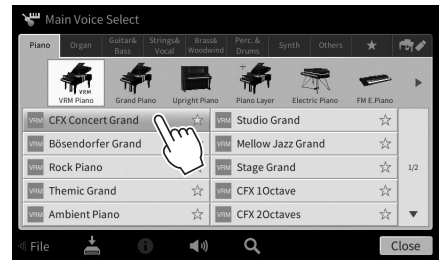 Main Voice Select
Piano
Organ
Guitar& Bass
Strings& Vocal
Brass& Woodwind
Perc. & Drums
Synth
Others
VRM
VRM Piano
Grand Piano
Upright Piano
Piano Layer
Electric Piano
FM E.Piano
VRM CFX Concert Grand
VRM Studio Grand
VRM Bösendorfer Grand
VRM Mellow Jazz Grand
VRM Rock Piano
VRM Stage Grand
1/2
VRM Themic Grand
VRM CFX 1Octave
VRM Ambient Piano
VRM CFX 2Octaves
File
Close